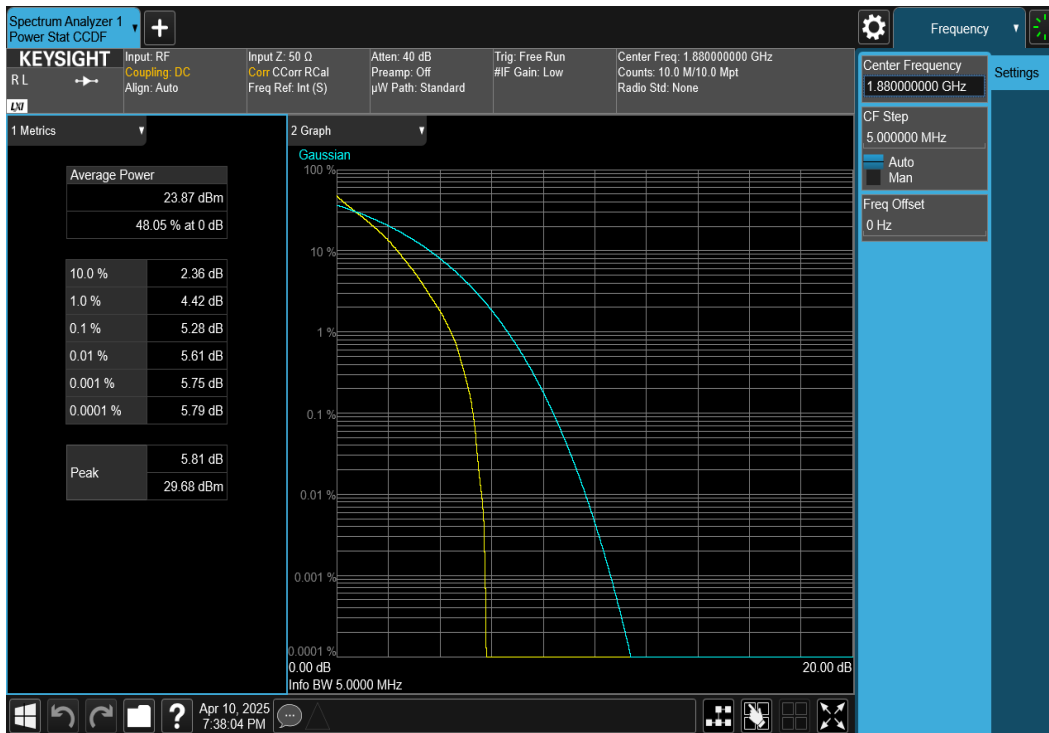 Spectrum Analyzer 1
Power Stat CCDF
Frequency
KEYSIGHT
R L
LXI
Input: RF
Coupling: DC
Align: Auto
Input Z: 50 Ω
Corr CCorr RCal
Freq Ref: Int (S)
Atten: 40 dB
Preamp: Off
µW Path: Standard
Trig: Free Run
#IF Gain: Low
Center Freq: 1.880000000 GHz
Counts: 10.0 M/10.0 Mpt
Radio Std: None
Center Frequency
1.880000000 GHz
Settings
CF Step
5.000000 MHz
Auto
Man
Freq Offset
0 Hz
1 Metrics
Average Power
23.87 dBm
48.05 % at 0 dB
10.0 % 2.36 dB
1.0 % 4.42 dB
0.1 % 5.28 dB
0.01 % 5.61 dB
0.001 % 5.75 dB
0.0001 % 5.79 dB
Peak
5.81 dB
29.68 dBm
2 Graph
Gaussian
100 %
10 %
1 %
0.1 %
0.01 %
0.001 %
0.0001 %
0.00 dB 20.00 dB
Info BW 5.0000 MHz
?
Apr 10, 2025
7:38:04 PM